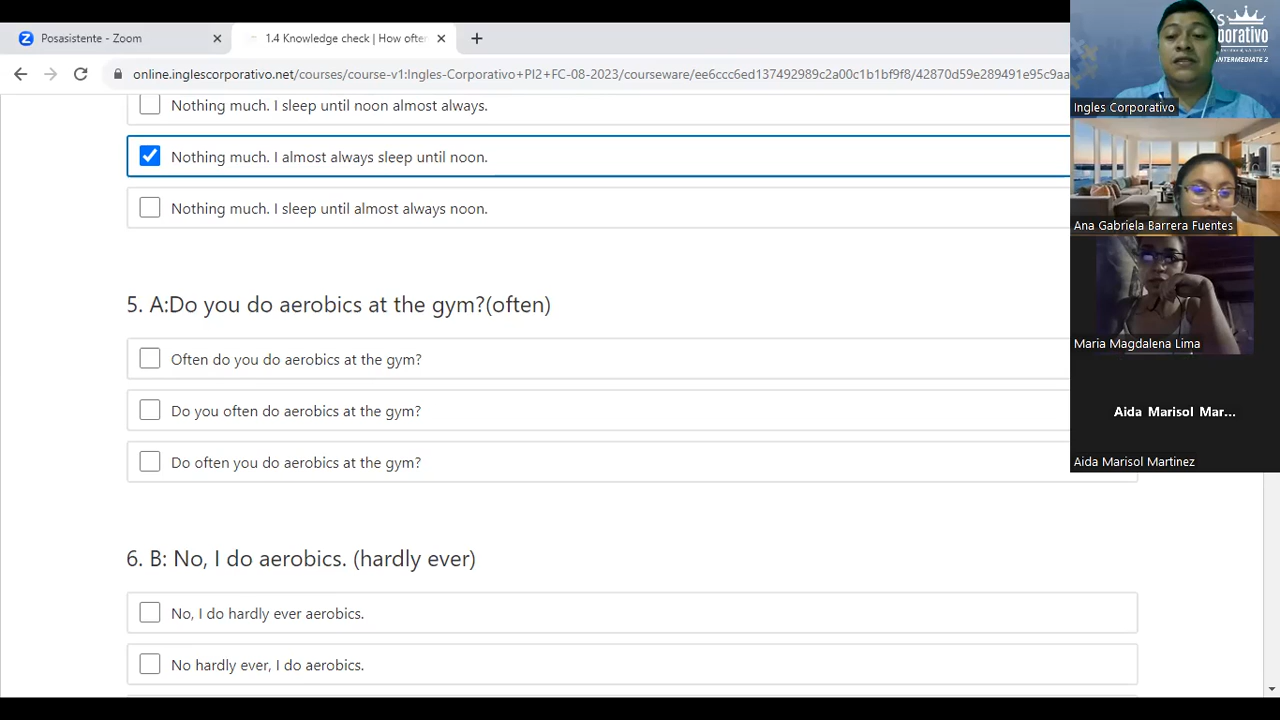 Posasistente - Zoom
1.4 Knowledge check | How ofte
online.inglescorporativo.net/courses/course-v1:Ingles-Corporativo+PI2+FC-08-2023/courseware/ee6ccc6ed137492989c2a00c1b1bf9f8/42870d59e289491e95c9aa
Nothing much. I sleep until noon almost always.
Nothing much. I almost always sleep until noon.
Nothing much. I sleep until almost always noon.
5. A:Do you do aerobics at the gym?(often)
Often do you do aerobics at the gym?
Do you often do aerobics at the gym?
Do often you do aerobics at the gym?
6. B: No, I do aerobics. (hardly ever)
No, I do hardly ever aerobics.
No hardly ever, I do aerobics.
INTERMEDIATE 2
Ingles Corporativo
Ana Gabriela Barrera Fuentes
Maria Magdalena Lima
Aida Marisol Mar...
Aida Marisol Martinez